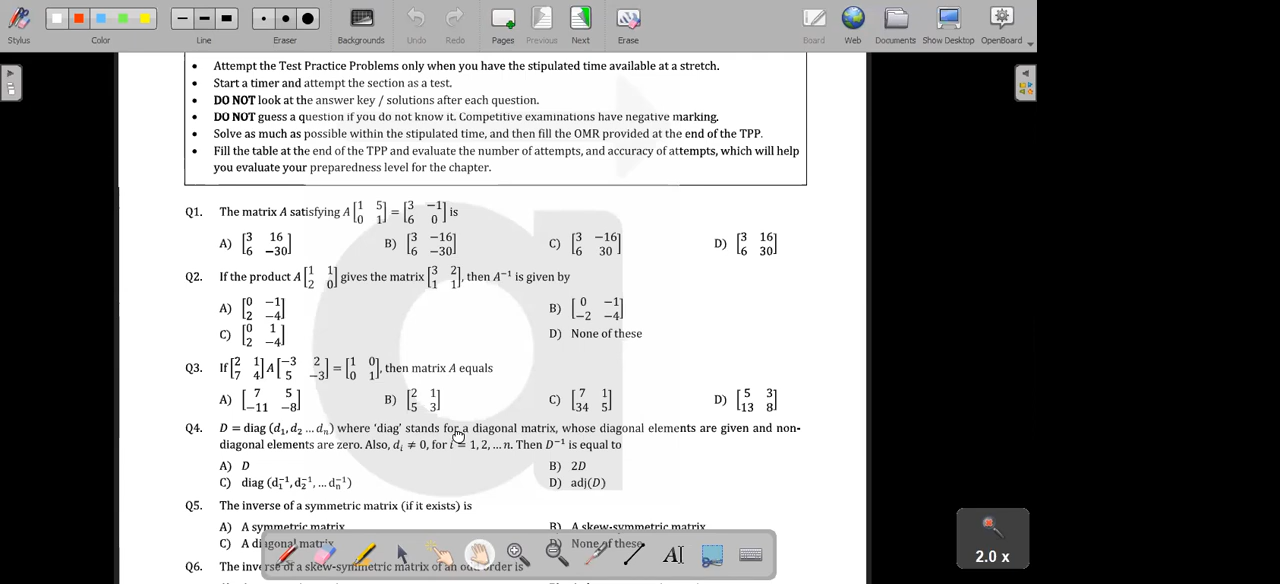 Stylus Color Line Eraser Backgrounds Undo Redo Pages Previous Next Erase Board Web Documents Show Desktop OpenBoard
• Attempt the Test Practice Problems only when you have the stipulated time available at a stretch.
• Start a timer and attempt the section as a test.
• DO NOT look at the answer key / solutions after each question.
• DO NOT guess a question if you do not know it. Competitive examinations have negative marking.
• Solve as much as possible within the stipulated time, and then fill the OMR provided at the end of the TPP.
• Fill the table at the end of the TPP and evaluate the number of attempts, and accuracy of attempts, which will help
you evaluate your preparedness level for the chapter.
Q1. The matrix A satisfying A [1 5; 0 1] = [3 −1; 6 0] is
A) [3 16; 6 −30] B) [3 −16; 6 −30] C) [3 −16; 6 30] D) [3 16; 6 30]
Q2. If the product A [1 1; 2 0] gives the matrix [3 2; 1 1], then A⁻¹ is given by
A) [0 −1; 2 −4] B) [0 −1; −2 −4]
C) [0 1; 2 −4] D) None of these
Q3. If [2 1; 7 4] A [−3 2; 5 −3] = [1 0; 0 1], then matrix A equals
A) [7 5; −11 −8] B) [2 1; 5 3] C) [7 1; 34 5] D) [5 3; 13 8]
Q4. D = diag (d₁, d₂ … dₙ) where ‘diag’ stands for a diagonal matrix, whose diagonal elements are given and non-
diagonal elements are zero. Also, dᵢ ≠ 0, for i = 1, 2, … n. Then D⁻¹ is equal to
A) D B) 2D
C) diag (d₁⁻¹, d₂⁻¹, … dₙ⁻¹) D) adj(D)
Q5. The inverse of a symmetric matrix (if it exists) is
A) A symmetric matrix B) A skew-symmetric matrix
C) A diagonal matrix D) None of these
Q6. The inverse of a skew-symmetric matrix of an odd order is
2.0 x